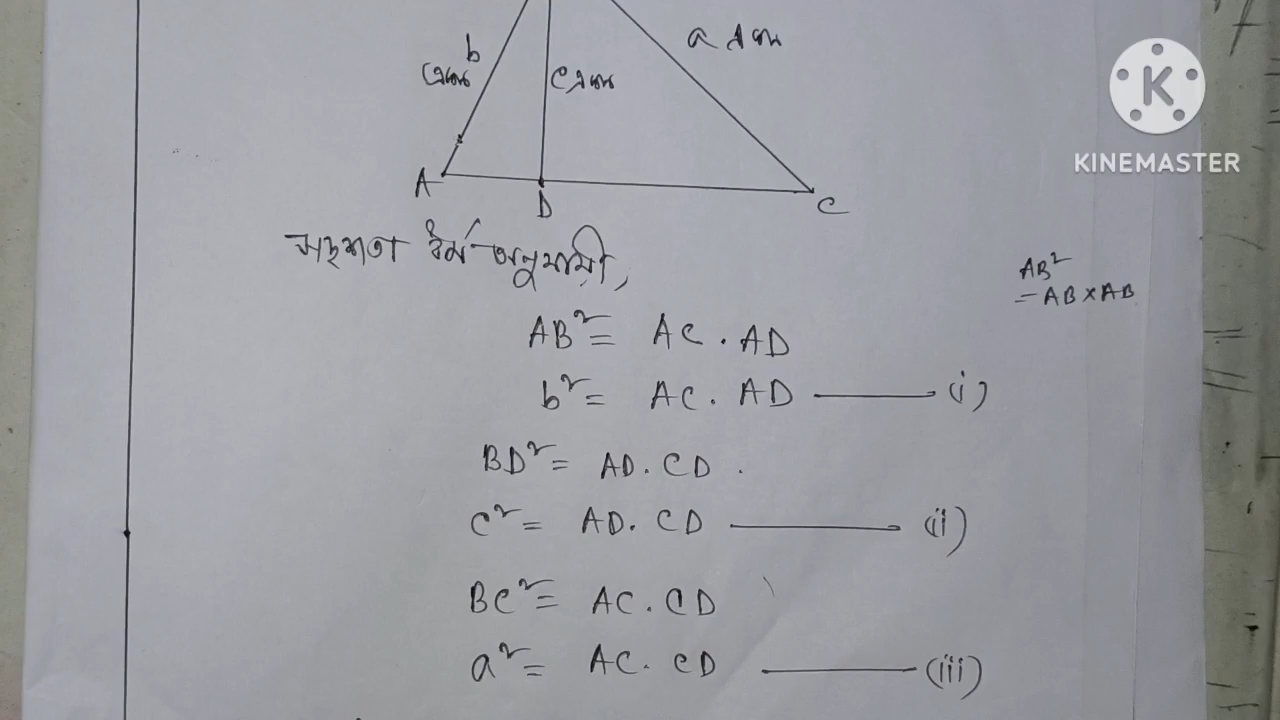 b
a একক
একক
c একক
K
KINEMASTER
A
D
C
সদৃশতা ধর্ম অনুযায়ী,
AB²
= AB × AB
AB² = AC . AD
b² = AC . AD ——— (i)
BD² = AD . CD .
c² = AD . CD ——— (ii)
BC² = AC . CD
a² = AC . CD ——— (iii)